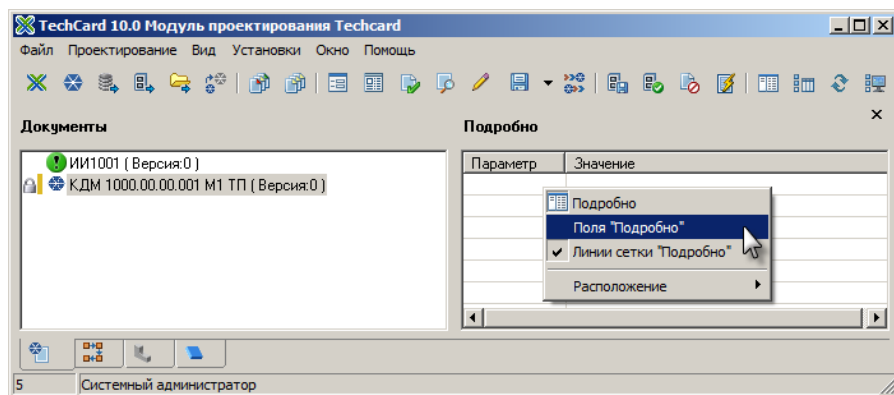 TechCard 10.0 Модуль проектирования Techcard
Файл Проектирование Вид Установки Окно Помощь
Документы
Подробно
ИИ1001 ( Версия:0 )
КДМ 1000.00.00.001 М1 ТП ( Версия:0 )
Параметр Значение
Подробно
Поля "Подробно"
Линии сетки "Подробно"
Расположение
5 Системный администратор